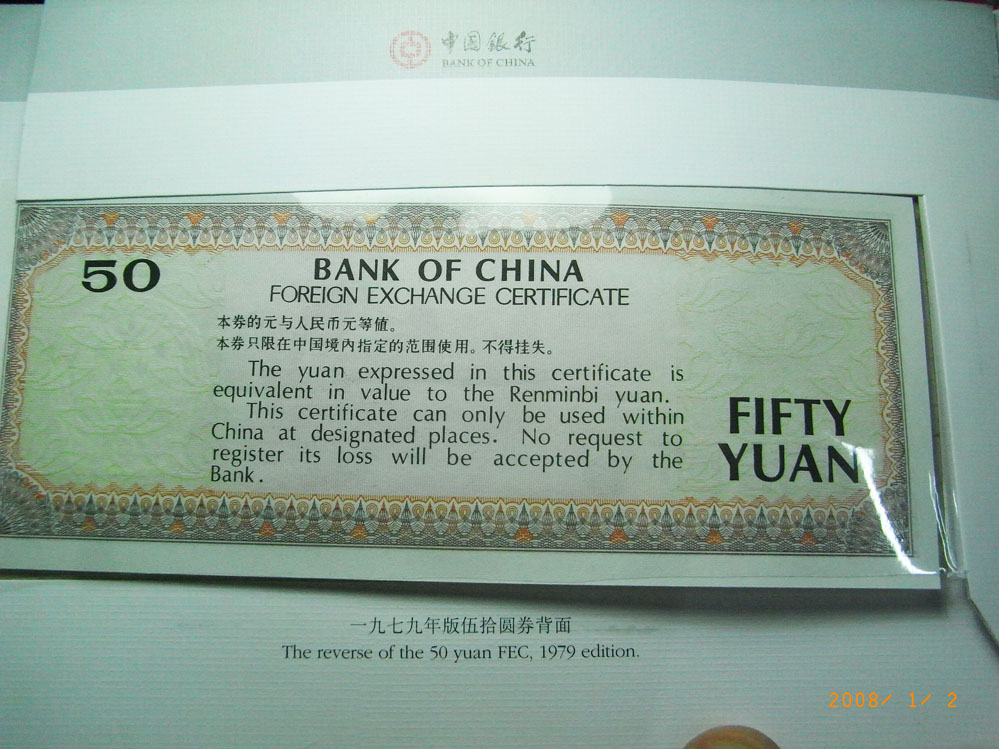 中国银行
BANK OF CHINA
50
BANK OF CHINA
FOREIGN EXCHANGE CERTIFICATE
本券的元与人民币元等值。
本券只限在中国境内指定的范围使用。不得挂失。
The yuan expressed in this certificate is
equivalent in value to the Renminbi yuan.
This certificate can only be used within
China at designated places. No request to
register its loss will be accepted by the
Bank.
FIFTY
YUAN
一九七九年版伍拾圆券背面
The reverse of the 50 yuan FEC, 1979 edition.
2008/ 1/ 2